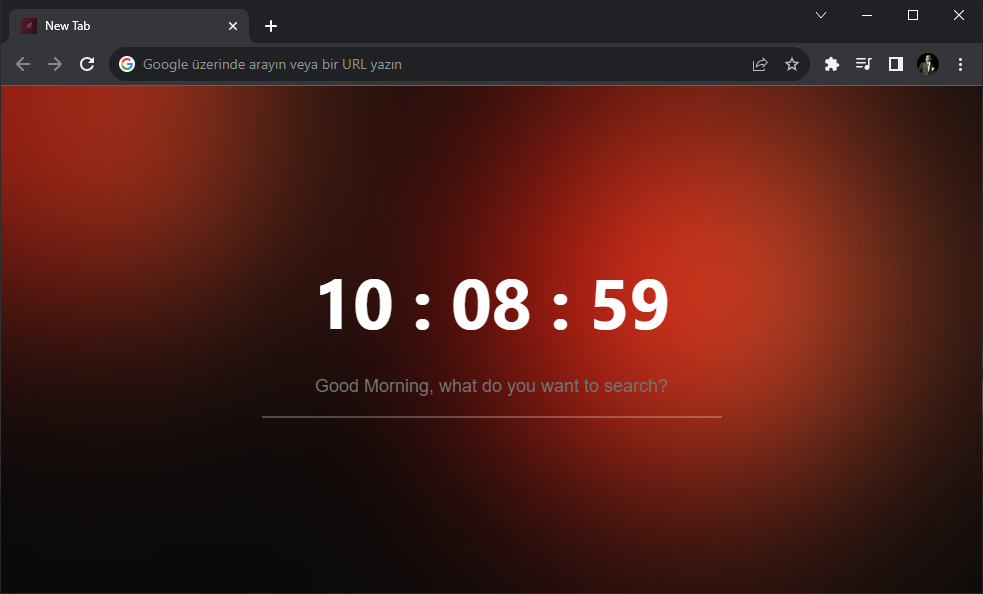 New Tab
Google üzerinde arayın veya bir URL yazın
10 : 08 : 59
Good Morning, what do you want to search?